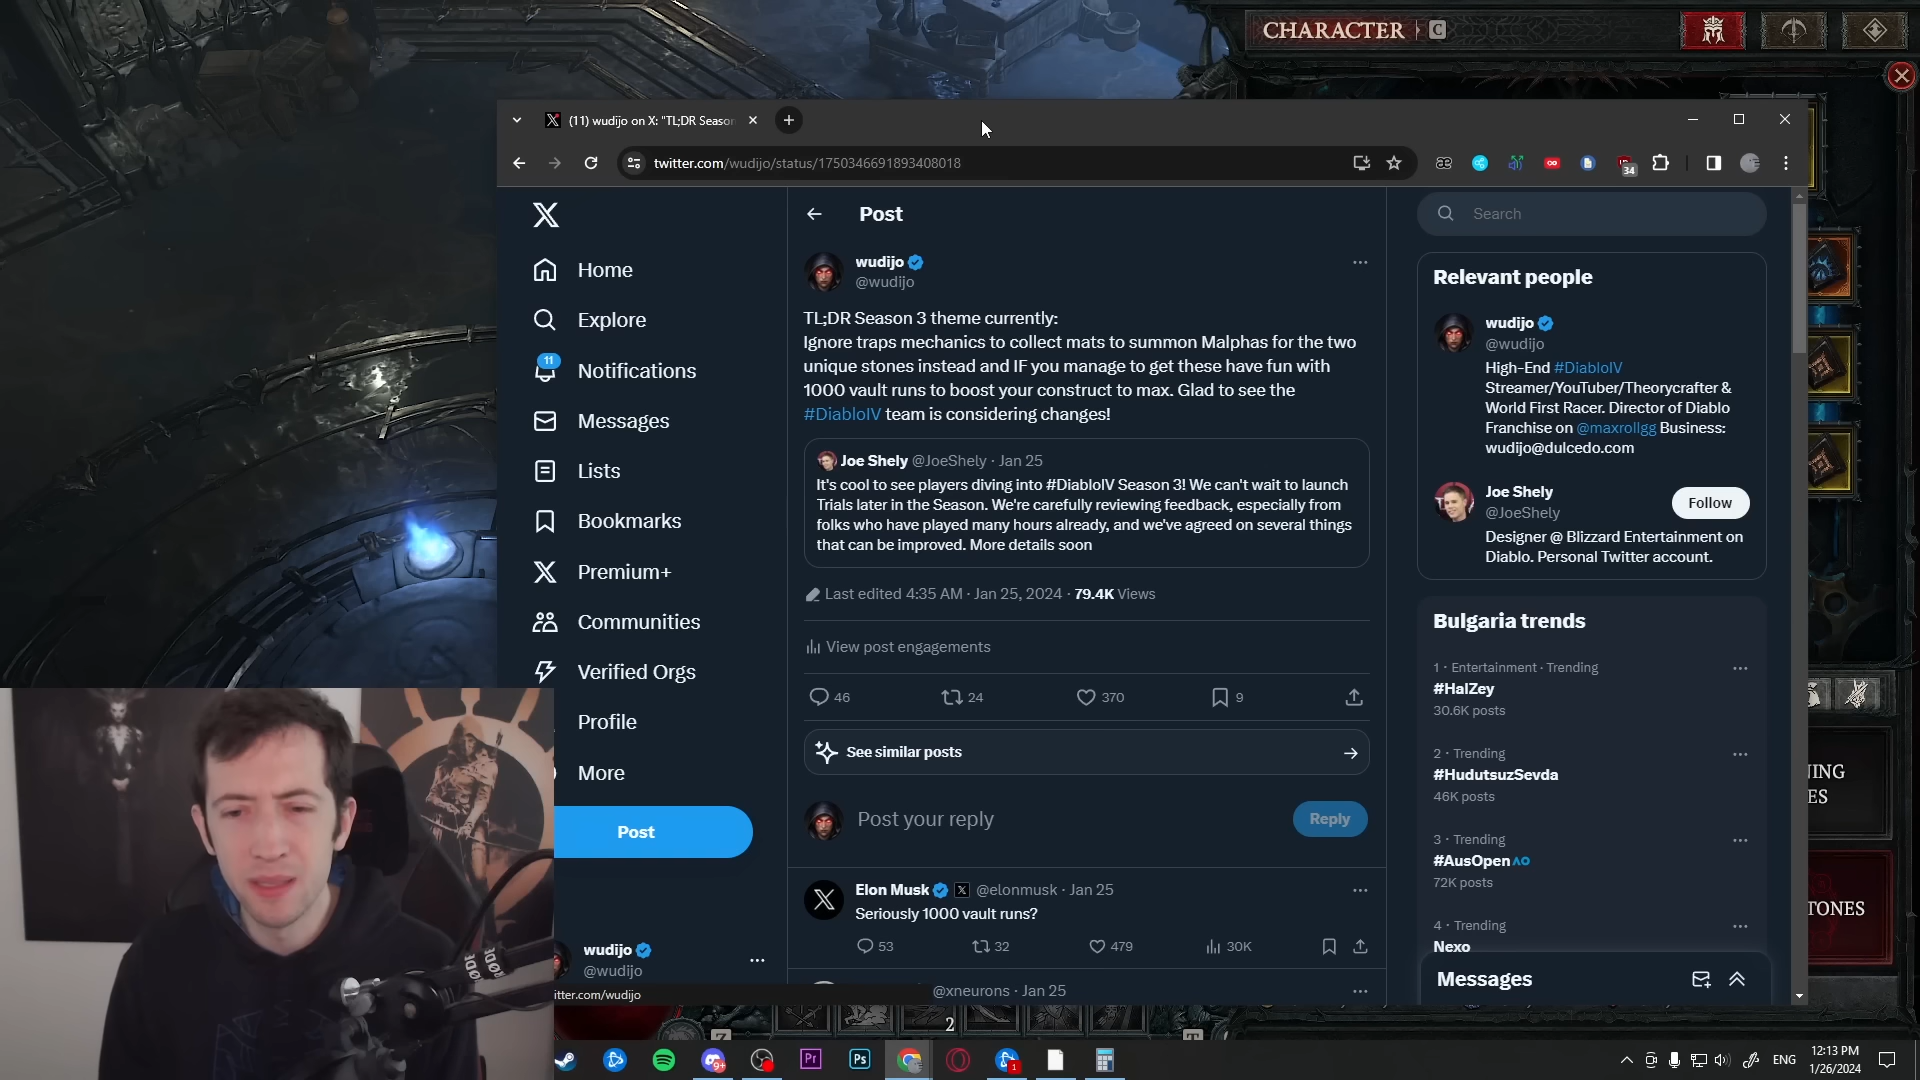 CHARACTER C
(11) wudijo on X: "TL;DR Season
twitter.com/wudijo/status/1750346691893408018
34
Home
Explore
11
Notifications
Messages
Lists
Bookmarks
Premium+
Communities
Verified Orgs
Profile
More
Post
wudijo
@wudijo
itter.com/wudijo
Post
wudijo
@wudijo
TL;DR Season 3 theme currently:
Ignore traps mechanics to collect mats to summon Malphas for the two
unique stones instead and IF you manage to get these have fun with
1000 vault runs to boost your construct to max. Glad to see the
#DiabloIV team is considering changes!
Joe Shely @JoeShely · Jan 25
It's cool to see players diving into #DiabloIV Season 3! We can't wait to launch
Trials later in the Season. We're carefully reviewing feedback, especially from
folks who have played many hours already, and we've agreed on several things
that can be improved. More details soon
Last edited 4:35 AM · Jan 25, 2024 · 79.4K Views
View post engagements
46 24 370 9
See similar posts
Post your reply
Reply
Elon Musk @elonmusk · Jan 25
Seriously 1000 vault runs?
53 32 479 30K
@xneurons · Jan 25
Search
Relevant people
wudijo
@wudijo
High-End #DiabloIV
Streamer/YouTuber/Theorycrafter &
World First Racer. Director of Diablo
Franchise on @maxrollgg Business:
wudijo@dulcedo.com
Joe Shely
@JoeShely
Follow
Designer @ Blizzard Entertainment on
Diablo. Personal Twitter account.
Bulgaria trends
1 · Entertainment · Trending
#HalZey
30.6K posts
2 · Trending
#HudutsuzSevda
46K posts
3 · Trending
#AusOpen AO
72K posts
4 · Trending
Nexo
Messages
NING
ES
TONES
RØDE
RØDE
Z
2
T
9+
Pr
Ps
1
ENG
12:13 PM
1/26/2024